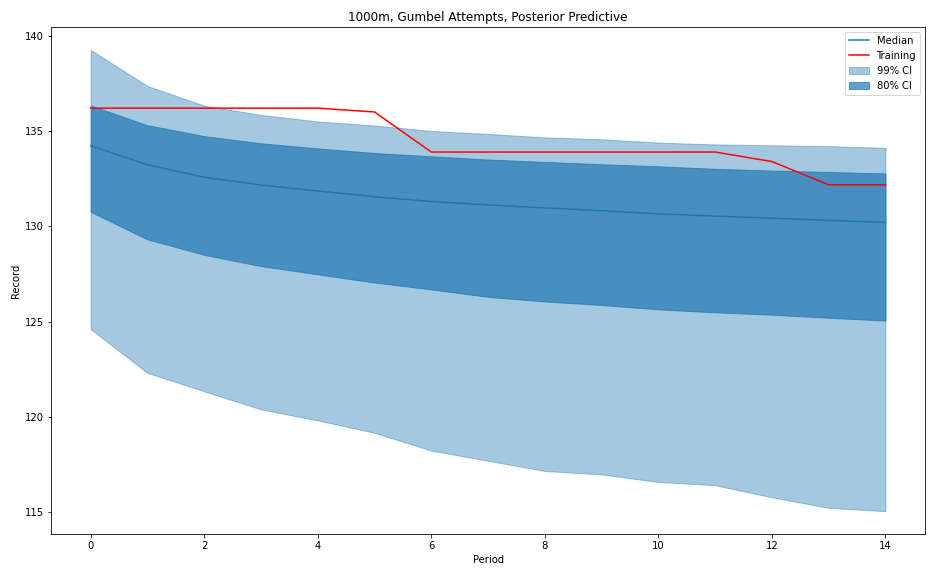 1000m, Gumbel Attempts, Posterior Predictive
Median
Training
99% CI
80% CI
Record
140
135
130
125
120
115
0 2 4 6 8 10 12 14
Period